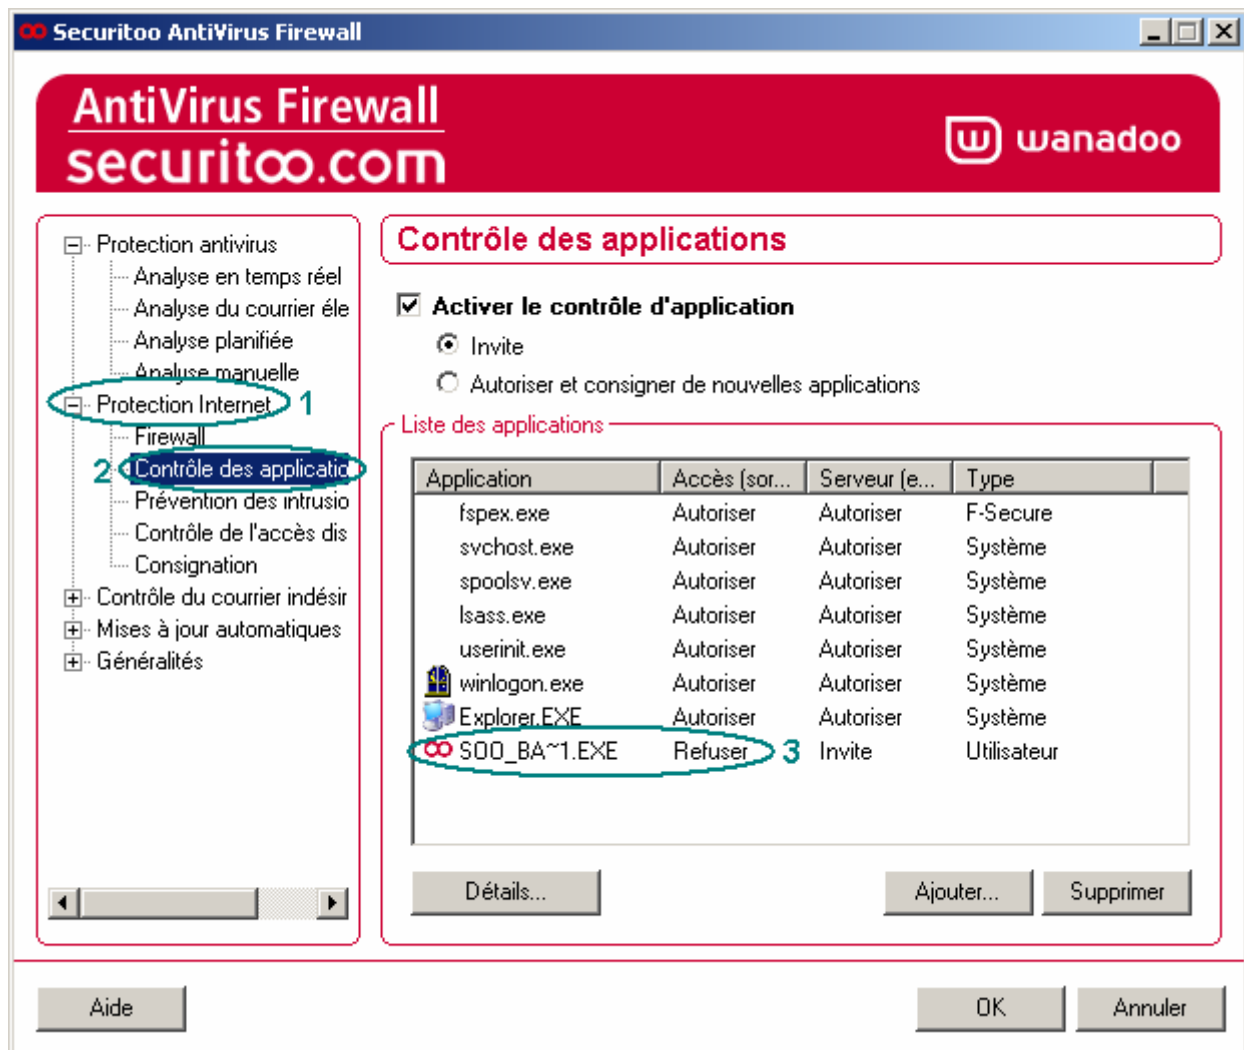 Securitoo AntiVirus Firewall
AntiVirus Firewall
securitoo.com
wanadoo
Protection antivirus
Analyse en temps réel
Analyse du courrier éle
Analyse planifiée
Analyse manuelle
Protection Internet 1
Firewall
2 Contrôle des applicatio
Prévention des intrusio
Contrôle de l'accès dis
Consignation
Contrôle du courrier indésir
Mises à jour automatiques
Généralités
Contrôle des applications
Activer le contrôle d'application
Invite
Autoriser et consigner de nouvelles applications
Liste des applications
Application Accès (sor... Serveur (e... Type
fspex.exe Autoriser Autoriser F-Secure
svchost.exe Autoriser Autoriser Système
spoolsv.exe Autoriser Autoriser Système
lsass.exe Autoriser Autoriser Système
userinit.exe Autoriser Autoriser Système
winlogon.exe Autoriser Autoriser Système
Explorer.EXE Autoriser Autoriser Système
SOO_BA~1.EXE Refuser 3 Invite Utilisateur
Détails... Ajouter... Supprimer
Aide OK Annuler